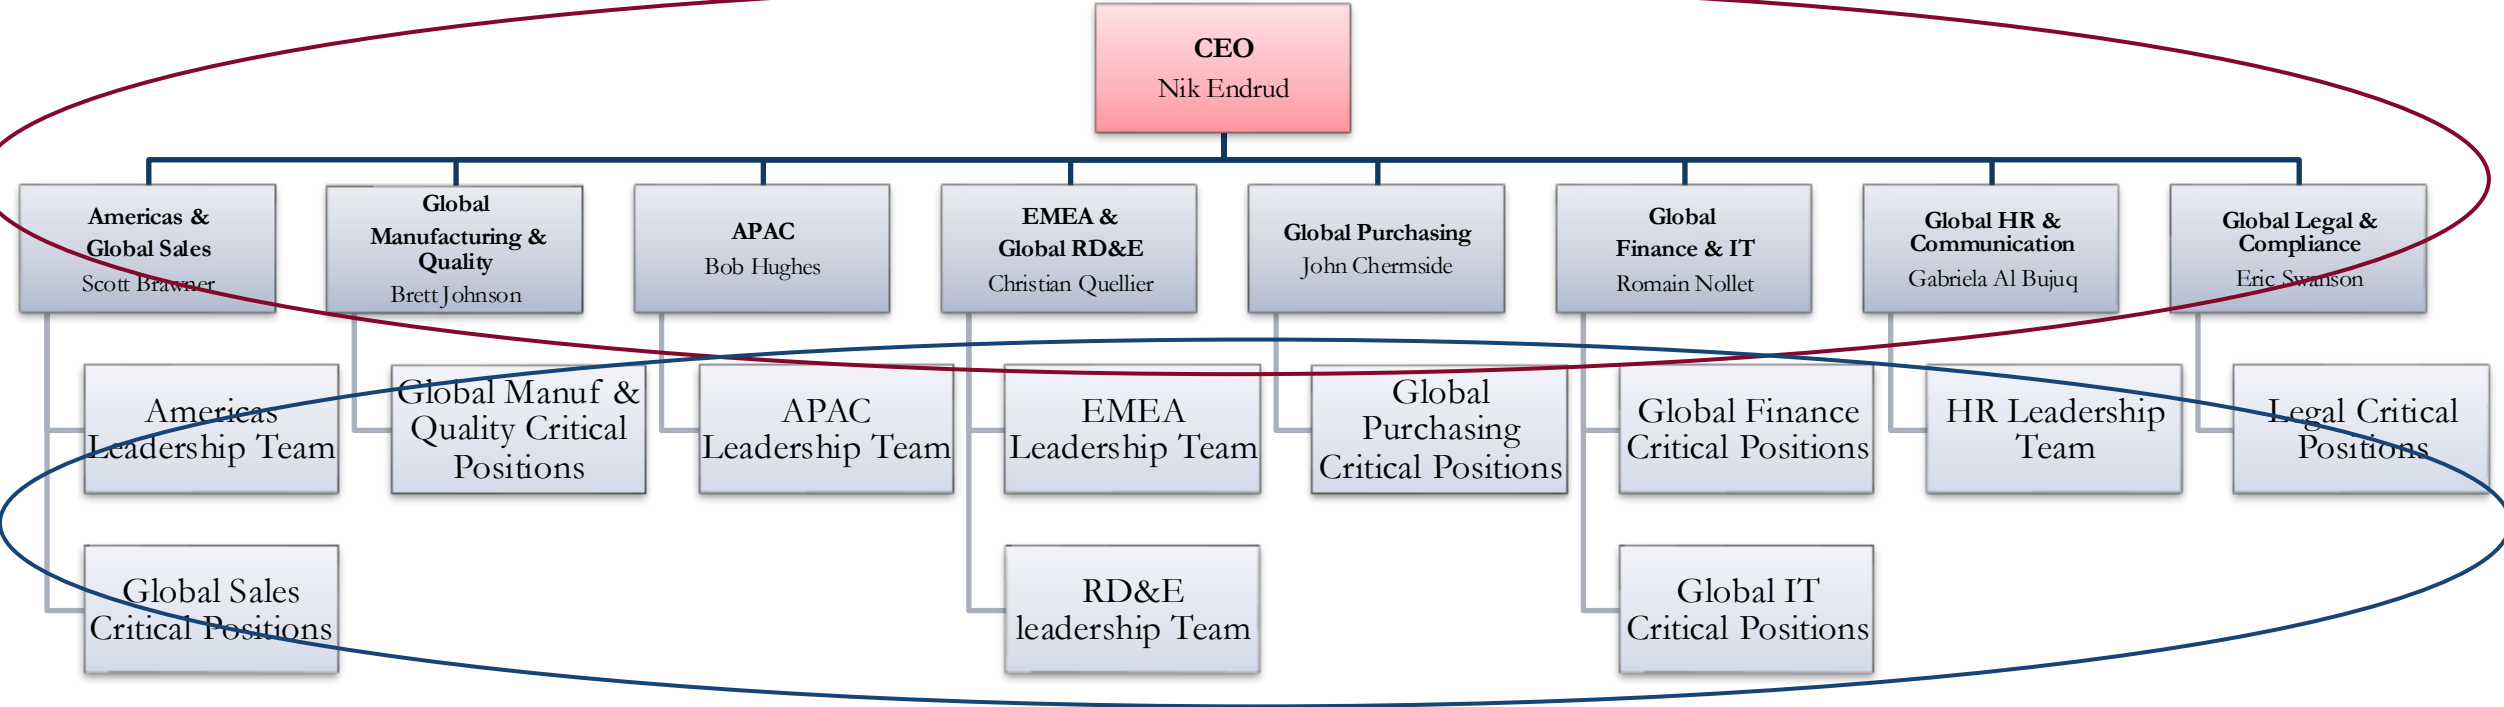 CEO
Nik Endrud
Americas &
Global Sales
Scott Brawner
Global
Manufacturing &
Quality
Brett Johnson
APAC
Bob Hughes
EMEA &
Global RD&E
Christian Quellier
Global Purchasing
John Chermside
Global
Finance & IT
Romain Nollet
Global HR &
Communication
Gabriela Al Bujuq
Global Legal &
Compliance
Eric Swanson
Americas
Leadership Team
Global Manuf &
Quality Critical
Positions
APAC
Leadership Team
EMEA
Leadership Team
Global
Purchasing
Critical Positions
Global Finance
Critical Positions
HR Leadership
Team
Legal Critical
Positions
Global Sales
Critical Positions
RD&E
leadership Team
Global IT
Critical Positions